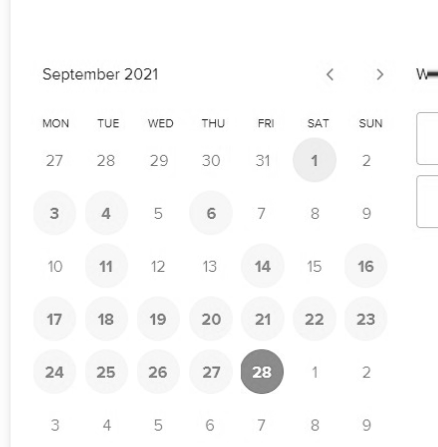 September 2021 < >
W
MON TUE WED THU FRI SAT SUN
27 28 29 30 31 1 2
3 4 5 6 7 8 9
10 11 12 13 14 15 16
17 18 19 20 21 22 23
24 25 26 27 28 1 2
3 4 5 6 7 8 9